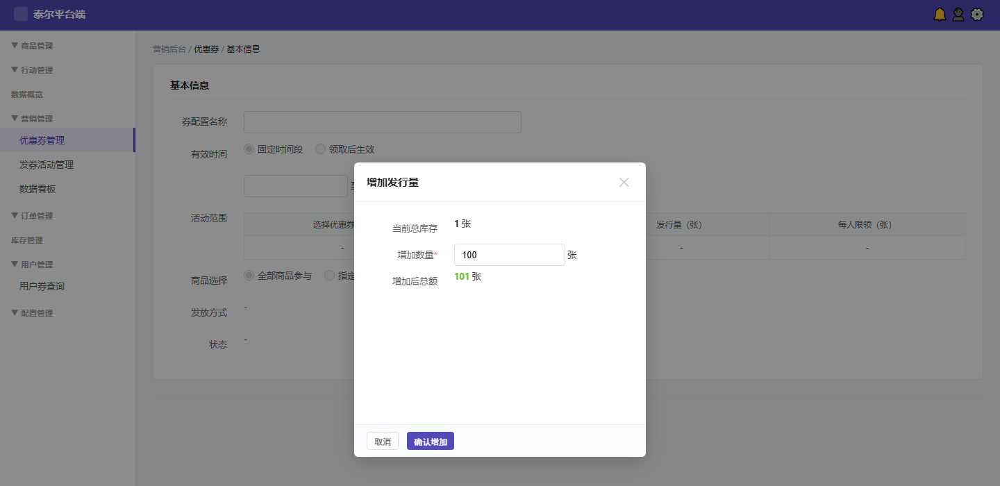 泰尔平台端
▼ 商品管理
▼ 行动管理
数据概览
▼ 营销管理
优惠券管理
发券活动管理
数据看板
▼ 订单管理
库存管理
▼ 用户管理
用户券查询
▼ 配置管理
营销后台 / 优惠券 / 基本信息
基本信息
券配置名称
有效时间
固定时间段 领取后生效
活动范围
选择优惠券
发行量（张）
每人限领（张）
- - -
商品选择
全部商品参与 指定
发放方式 -
状态 -
增加发行量
当前总库存 1 张
增加数量* 100 张
增加后总额 101 张
取消 确认增加